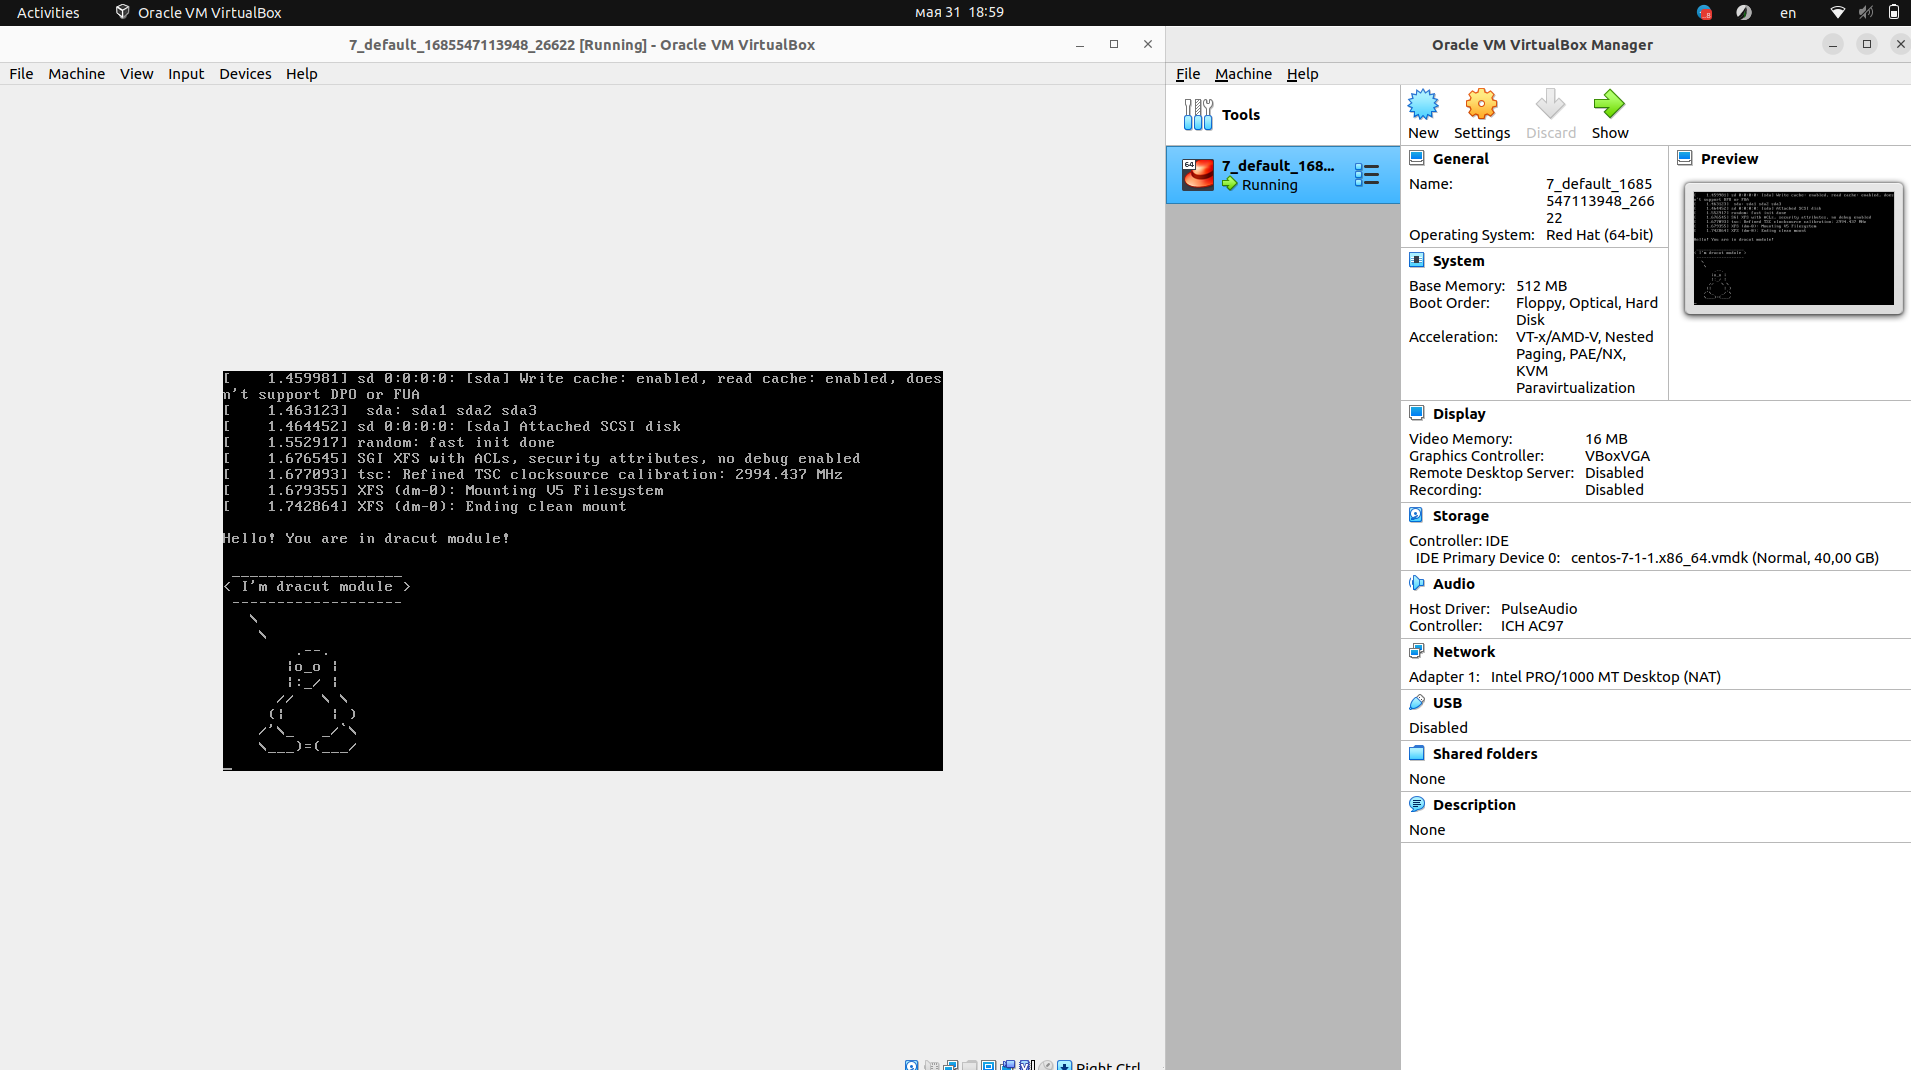 Activities Oracle VM VirtualBox мая 31 18:59 en
7_default_1685547113948_26622 [Running] - Oracle VM VirtualBox
File Machine View Input Devices Help
[    1.459981] sd 0:0:0:0: [sda] Write cache: enabled, read cache: enabled, does
n't support DPO or FUA
[    1.463123]  sda: sda1 sda2 sda3
[    1.464452] sd 0:0:0:0: [sda] Attached SCSI disk
[    1.552917] random: fast init done
[    1.676545] SGI XFS with ACLs, security attributes, no debug enabled
[    1.677093] tsc: Refined TSC clocksource calibration: 2994.437 MHz
[    1.679355] XFS (dm-0): Mounting V5 Filesystem
[    1.742864] XFS (dm-0): Ending clean mount
Hello! You are in dracut module!
 ___________________
< I'm dracut module >
 -------------------
   \
    \
        .--.
       |o_o |
       |:_/ |
      //   \ \
     (|     | )
    /'\_   _/`\
    \___)=(___/
Right Ctrl
Oracle VM VirtualBox Manager
File Machine Help
Tools
64
7_default_168...
Running
New Settings Discard Show
General
Name: 7_default_1685
547113948_266
22
Operating System: Red Hat (64-bit)
Preview
System
Base Memory: 512 MB
Boot Order: Floppy, Optical, Hard
Disk
Acceleration: VT-x/AMD-V, Nested
Paging, PAE/NX,
KVM
Paravirtualization
Display
Video Memory: 16 MB
Graphics Controller: VBoxVGA
Remote Desktop Server: Disabled
Recording: Disabled
Storage
Controller: IDE
IDE Primary Device 0: centos-7-1-1.x86_64.vmdk (Normal, 40,00 GB)
Audio
Host Driver: PulseAudio
Controller: ICH AC97
Network
Adapter 1: Intel PRO/1000 MT Desktop (NAT)
USB
Disabled
Shared folders
None
Description
None